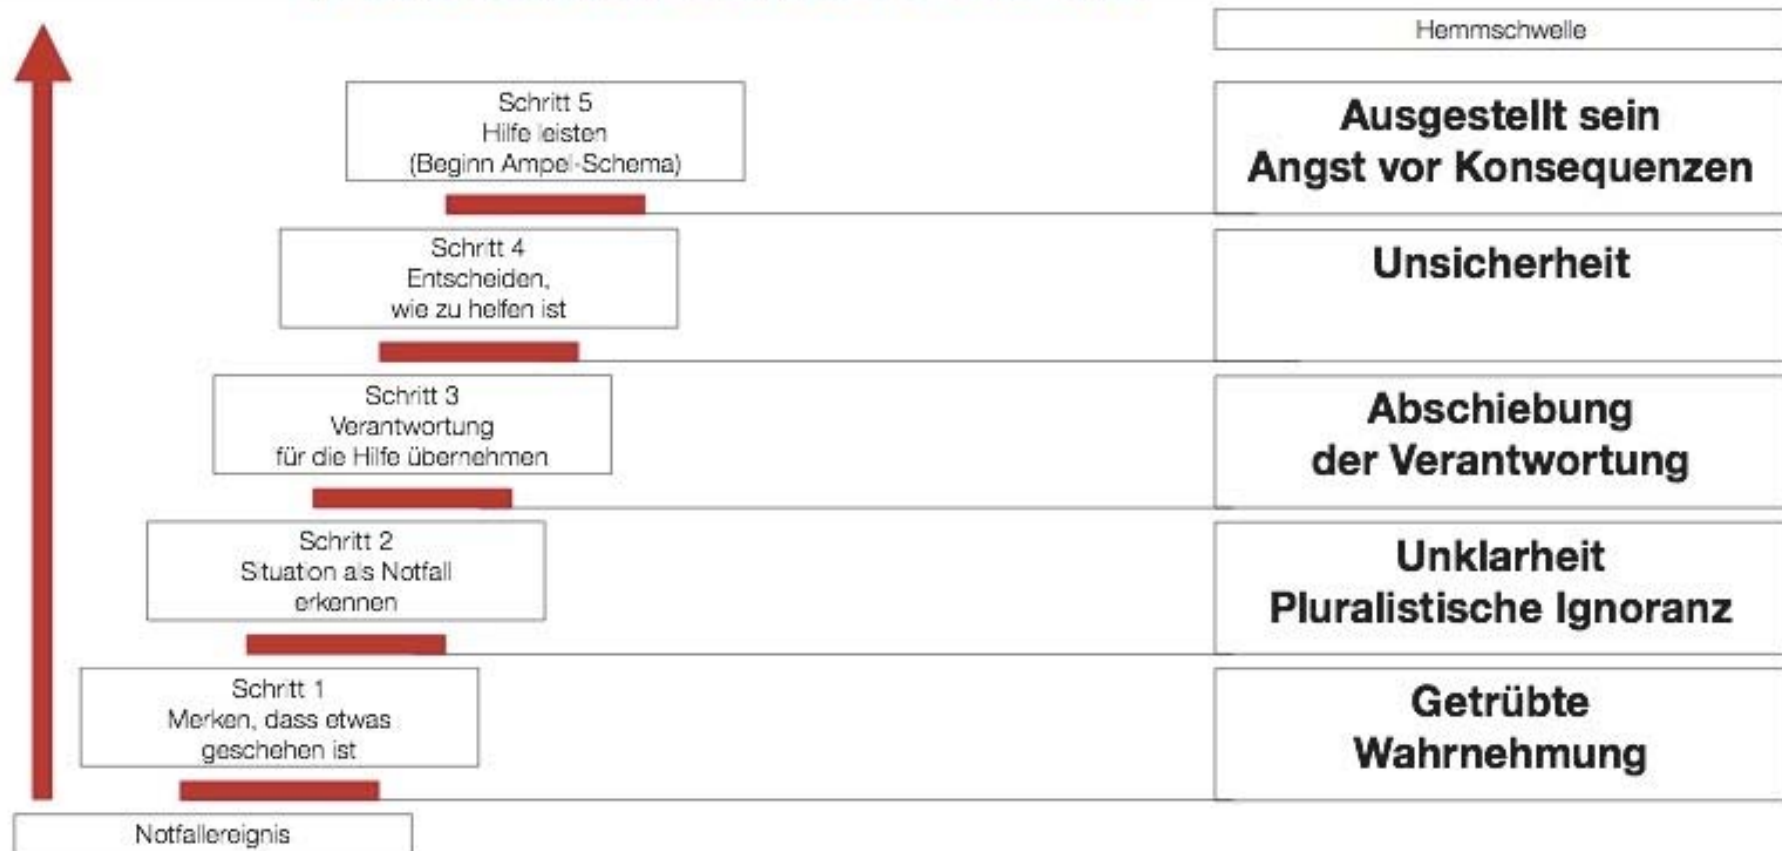 Hemmschwelle
Schritt 5
Hilfe leisten
(Beginn Ampel-Schema)
Ausgestellt sein
Angst vor Konsequenzen
Schritt 4
Entscheiden,
wie zu helfen ist
Unsicherheit
Schritt 3
Verantwortung
für die Hilfe übernehmen
Abschiebung
der Verantwortung
Schritt 2
Situation als Notfall
erkennen
Unklarheit
Pluralistische Ignoranz
Schritt 1
Merken, dass etwas
geschehen ist
Getrübte
Wahrnehmung
Notfallereignis